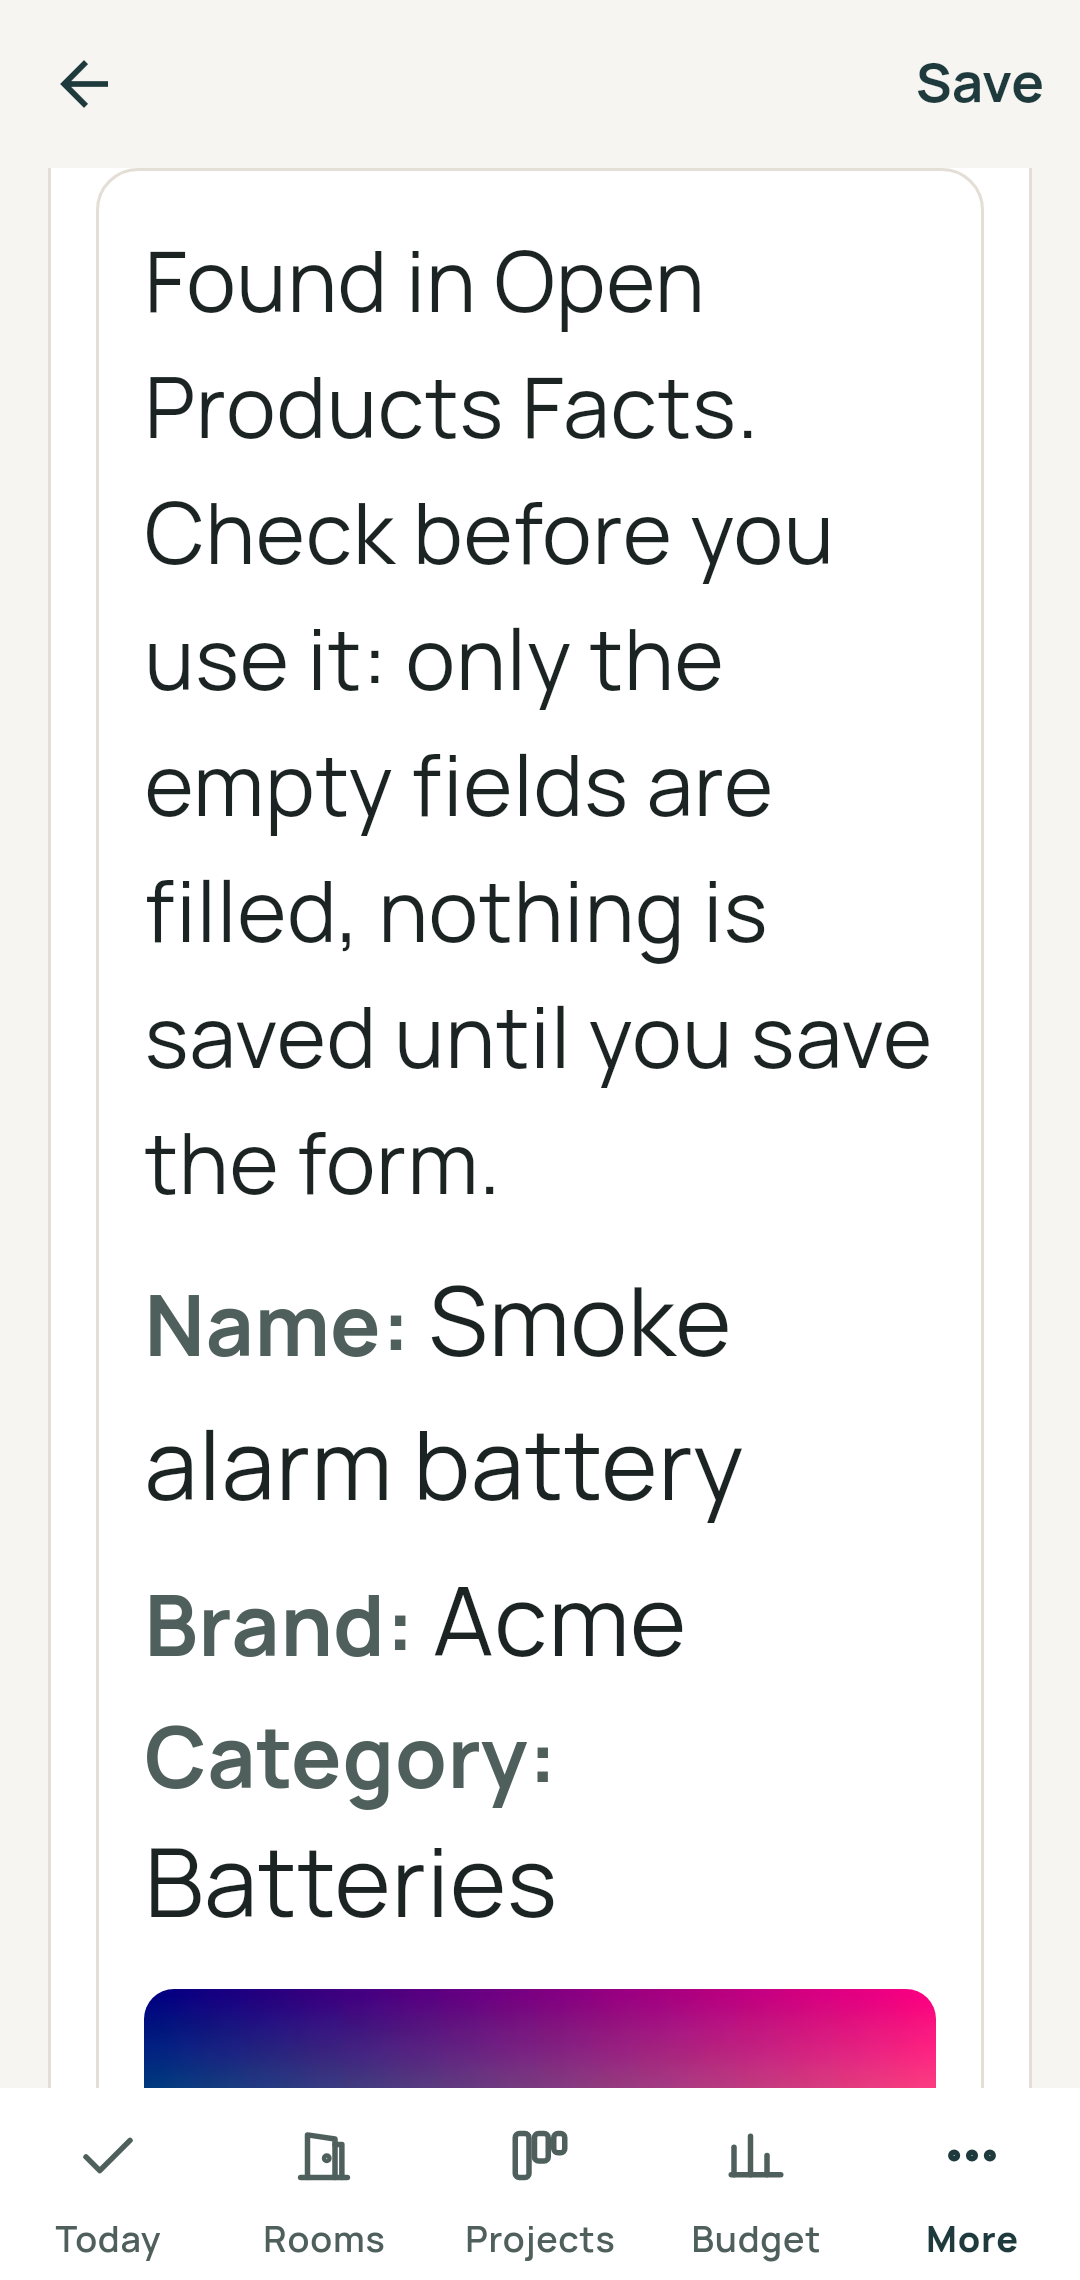 Save
Found in Open
Products Facts.
Check before you
use it: only the
empty fields are
filled, nothing is
saved until you save
the form.
Name: Smoke
alarm battery
Brand: Acme
Category:
Batteries
Today
Rooms
Projects
Budget
More